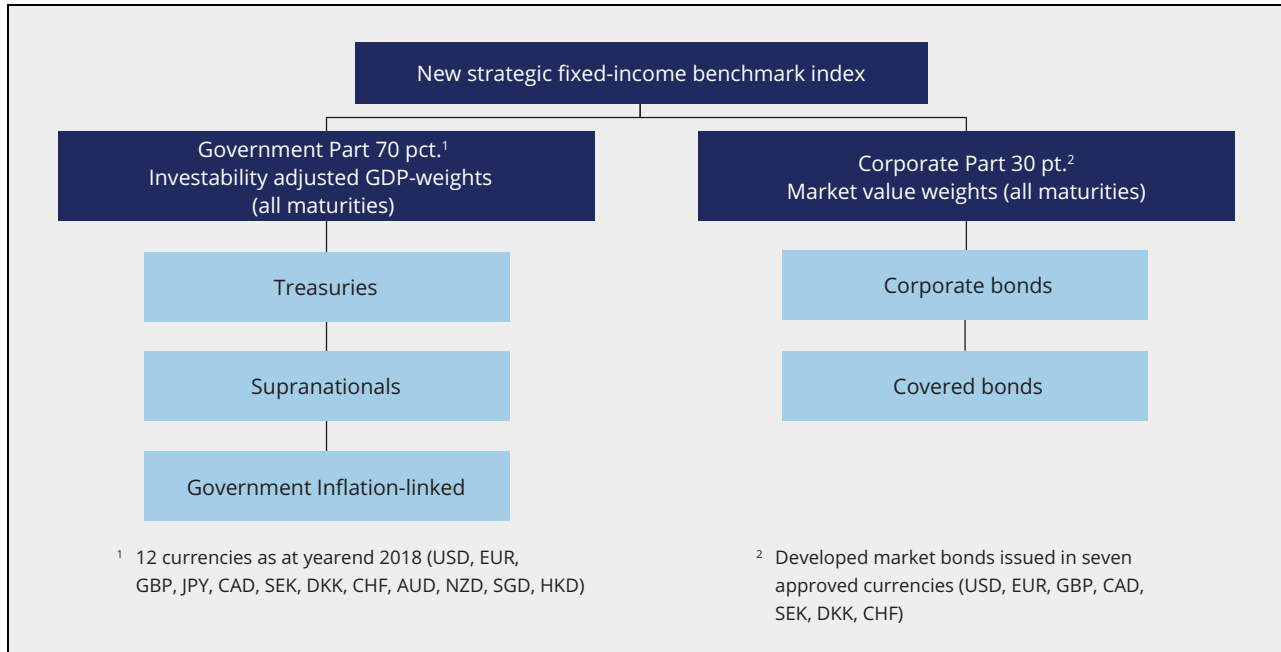 New strategic fixed-income benchmark index
Government Part 70 pct.¹
Investability adjusted GDP-weights
(all maturities)
Corporate Part 30 pt.²
Market value weights (all maturities)
Treasuries
Supranationals
Government Inflation-linked
Corporate bonds
Covered bonds
¹ 12 currencies as at yearend 2018 (USD, EUR,
GBP, JPY, CAD, SEK, DKK, CHF, AUD, NZD, SGD, HKD)
² Developed market bonds issued in seven
approved currencies (USD, EUR, GBP, CAD,
SEK, DKK, CHF)